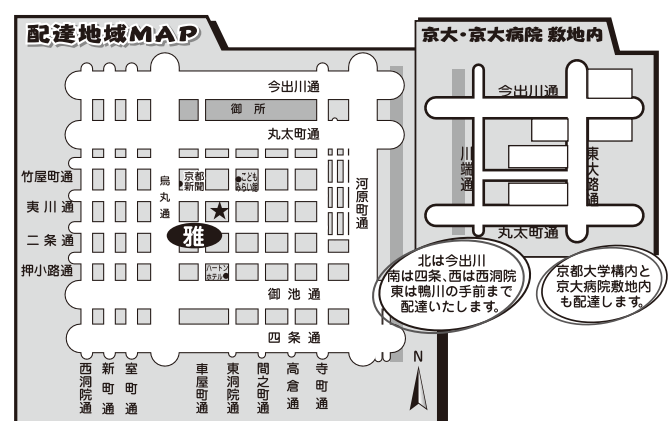 配達地域MAP
京大・京大病院 敷地内
今出川通
御所
丸太町通
竹屋町通
夷川通
二条通
押小路通
烏丸通
京都
新聞
こども
みらい館
河原町通
雅
ハートン
ホテル
御池通
四条通
西洞院通
新町通
室町通
車屋町通
東洞院通
間之町通
高倉通
寺町通
N
今出川通
川端通
東大路通
丸太町通
北は今出川
南は四条、西は西洞院
東は鴨川の手前まで
配達いたします。
京都大学構内と
京大病院敷地内
も配達します。